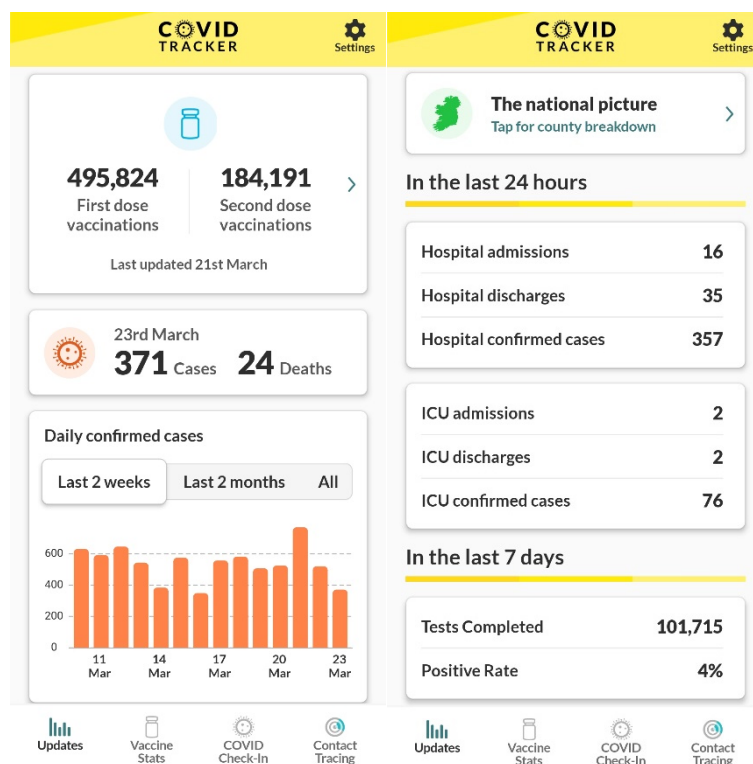 COVID
TRACKER
Settings
495,824
First dose
vaccinations
184,191
Second dose
vaccinations
Last updated 21st March
23rd March
371 Cases 24 Deaths
Daily confirmed cases
Last 2 weeks Last 2 months All
600
400
200
0
11
Mar
14
Mar
17
Mar
20
Mar
23
Mar
Updates
Vaccine
Stats
COVID
Check-In
Contact
Tracing
COVID
TRACKER
Settings
The national picture
Tap for county breakdown
In the last 24 hours
Hospital admissions 16
Hospital discharges 35
Hospital confirmed cases 357
ICU admissions 2
ICU discharges 2
ICU confirmed cases 76
In the last 7 days
Tests Completed 101,715
Positive Rate 4%
Updates
Vaccine
Stats
COVID
Check-In
Contact
Tracing